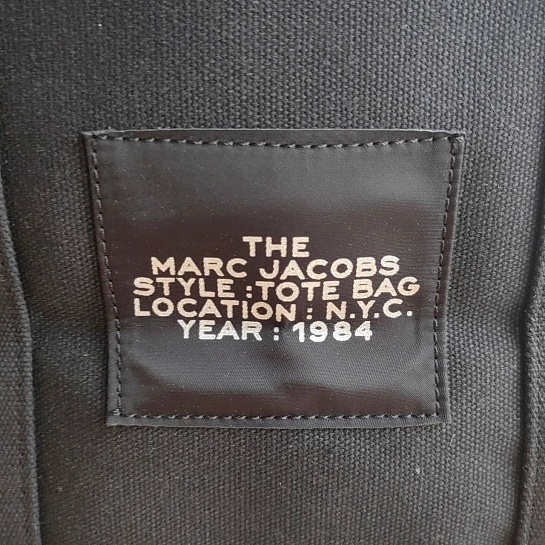 THE
MARC JACOBS
STYLE : TOTE BAG
LOCATION : N.Y.C.
YEAR : 1984